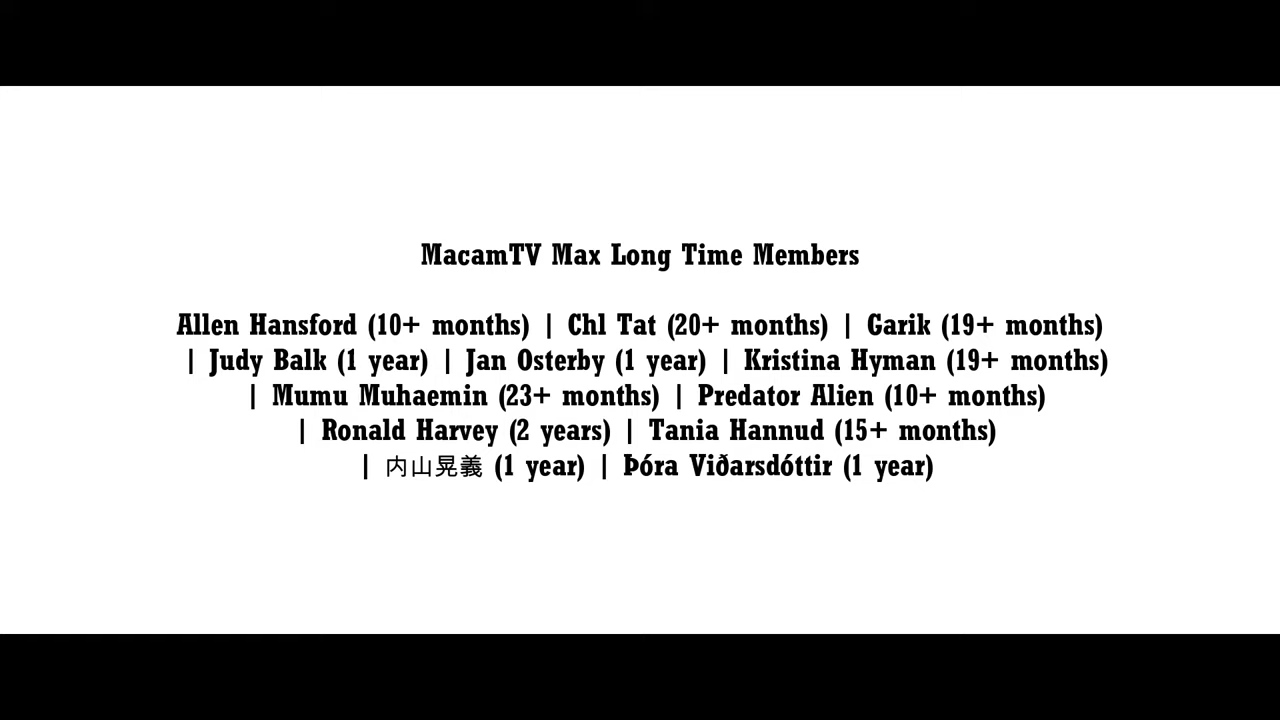 MacamTV Max Long Time Members
Allen Hansford (10+ months) | Chl Tat (20+ months) | Garik (19+ months)
| Judy Balk (1 year) | Jan Osterby (1 year) | Kristina Hyman (19+ months)
| Mumu Muhaemin (23+ months) | Predator Alien (10+ months)
| Ronald Harvey (2 years) | Tania Hannud (15+ months)
| 内山晃義 (1 year) | Þóra Viðarsdóttir (1 year)